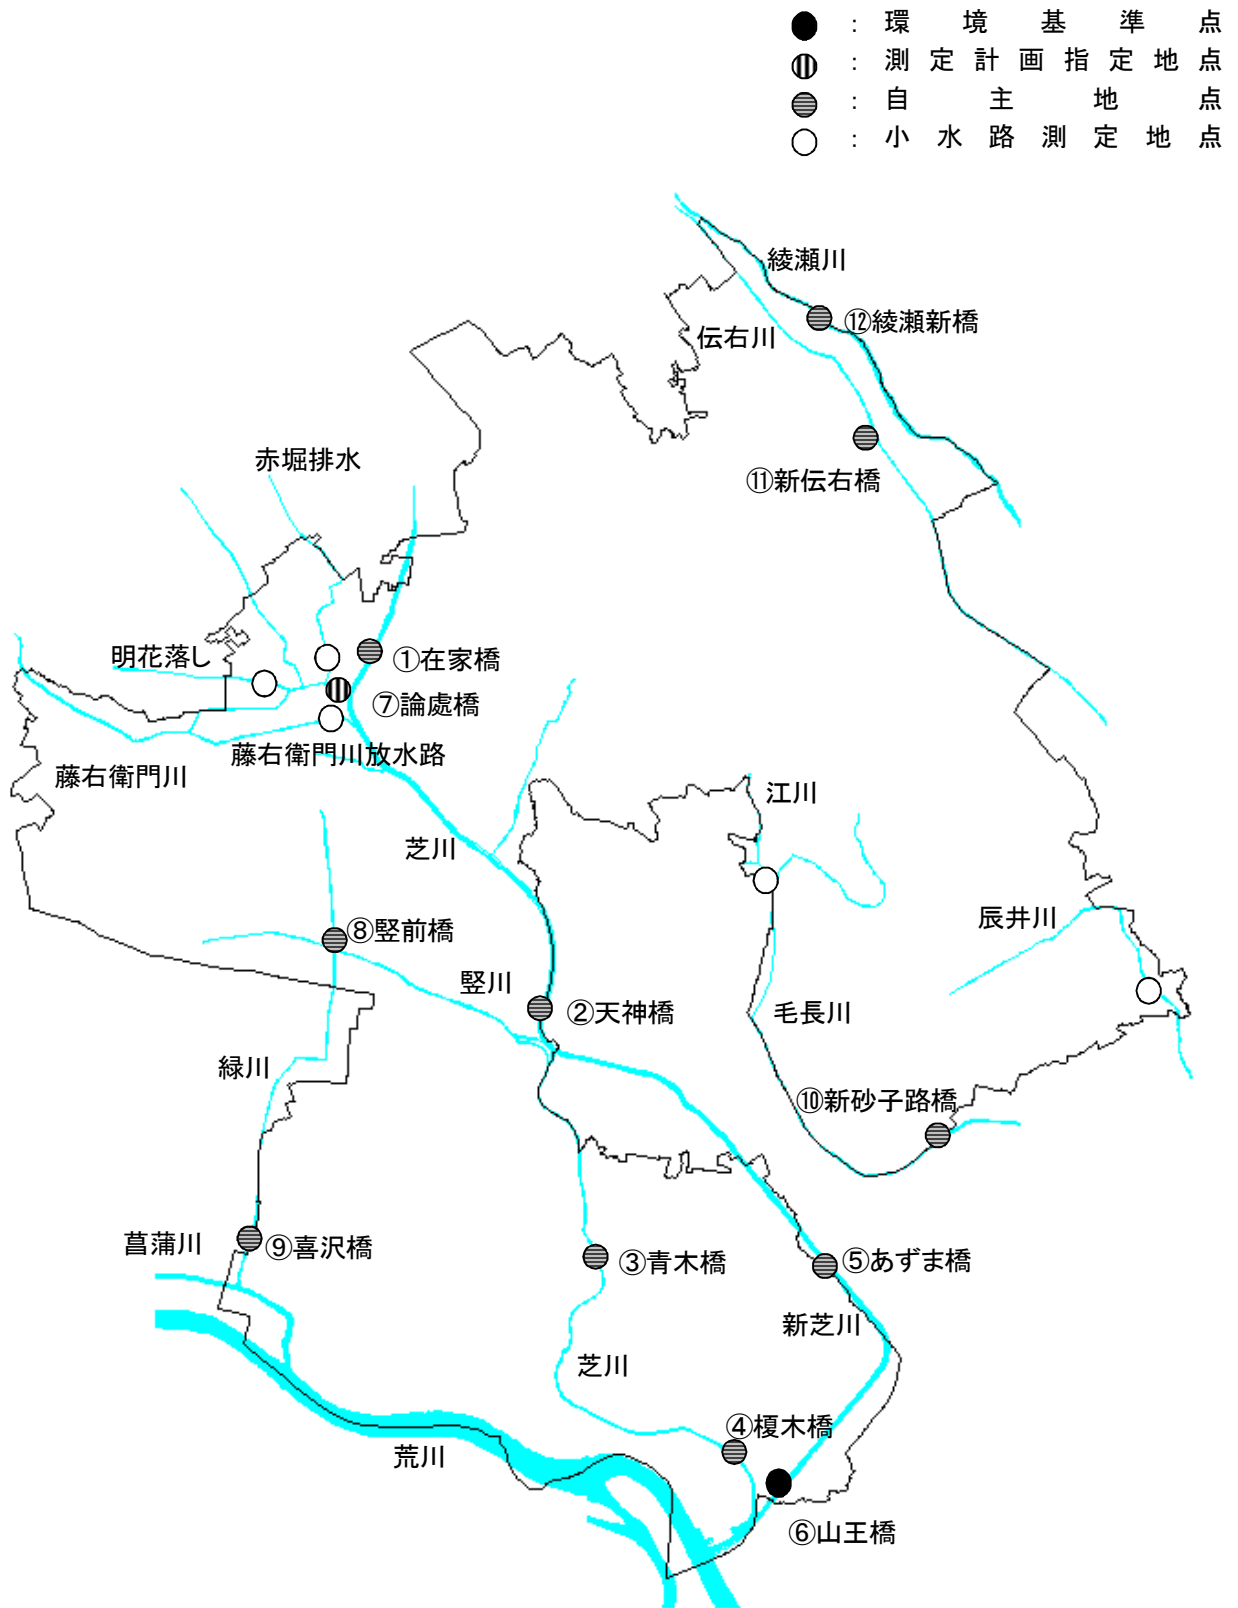 ：環境基準点
：測定計画指定地点
：自主地点
：小水路測定地点
綾瀬川
⑫綾瀬新橋
伝右川
赤堀排水
⑪新伝右橋
明花落し
①在家橋
⑦論處橋
藤右衛門川放水路
藤右衛門川
江川
芝川
辰井川
⑧竪前橋
竪川
②天神橋
毛長川
緑川
⑩新砂子路橋
菖蒲川
⑨喜沢橋
③青木橋
⑤あずま橋
新芝川
芝川
④榎木橋
荒川
⑥山王橋